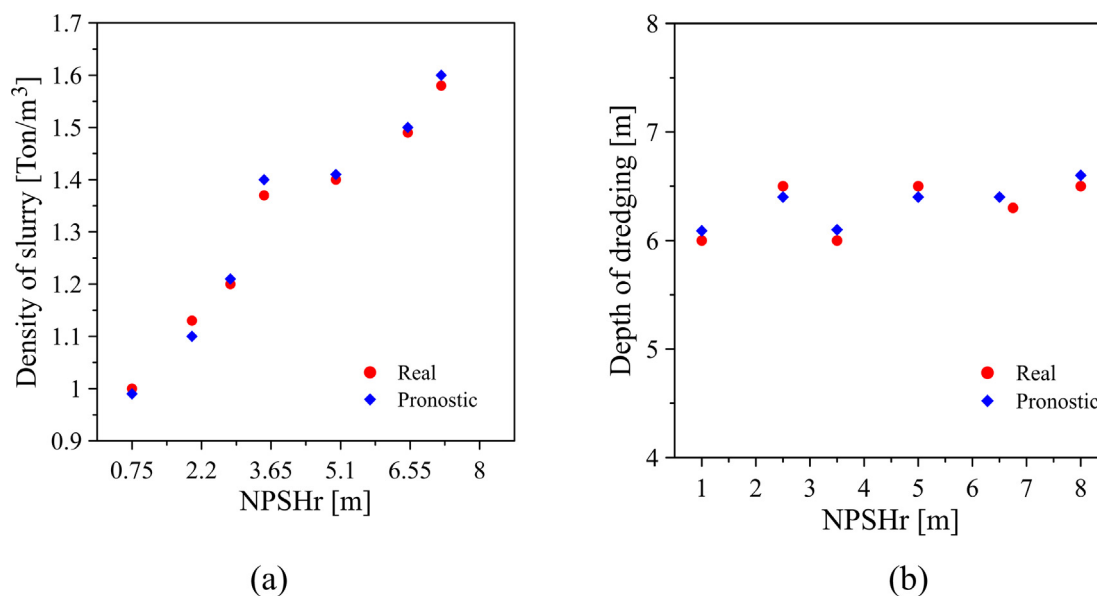 1.7
1.6
1.5
1.4
1.3
1.2
1.1
1
0.9
Density of slurry [Ton/m³]
Real
Pronostic
0.75 2.2 3.65 5.1 6.55 8
NPSHr [m]
(a)
8
7
6
5
4
Depth of dredging [m]
Real
Pronostic
1 2 3 4 5 6 7 8
NPSHr [m]
(b)